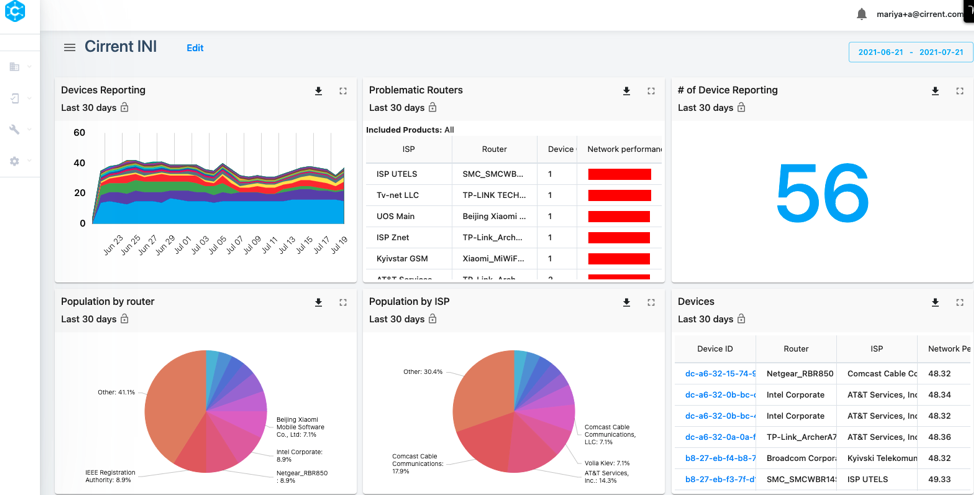 mariya+a@cirrent.com
Cirrent INI
Edit
2021-06-21 - 2021-07-21
Devices Reporting
Last 30 days
60
40
20
0
Jun 23
Jun 25
Jun 27
Jun 29
Jul 01
Jul 03
Jul 05
Jul 07
Jul 09
Jul 11
Jul 13
Jul 15
Jul 17
Jul 19
Problematic Routers
Last 30 days
Included Products: All
ISP Router Device Network performan
ISP UTELS SMC_SMCWB... 1
Tv-net LLC TP-LINK TECH... 1
UOS Main Beijing Xiaomi ... 1
ISP Znet TP-Link_Arch... 1
Kyivstar GSM Xiaomi_MiWiF... 1
AT&T Services TP-Link_Arch
# of Device Reporting
Last 30 days
56
Population by router
Last 30 days
Other: 41.1%
Beijing Xiaomi
Mobile Software
Co., Ltd: 7.1%
Intel Corporate:
8.9%
Netgear_RBR850
: 8.9%
IEEE Registration
Authority: 8.9%
Population by ISP
Last 30 days
Other: 30.4%
Comcast Cable
Communications,
LLC: 7.1%
Volia Kiev: 7.1%
AT&T Services,
Inc.: 14.3%
Comcast Cable
Communications:
17.9%
Devices
Last 30 days
Device ID Router ISP Network Pe
dc-a6-32-15-74-9 Netgear_RBR850 Comcast Cable Co 48.32
dc-a6-32-0b-bc- Intel Corporate AT&T Services, Inc 48.34
dc-a6-32-0b-bc- Intel Corporate AT&T Services, Inc 48.32
dc-a6-32-0a-0a-f TP-Link_ArcherA7 AT&T Services, Inc 48.36
b8-27-eb-f4-b8-7 Broadcom Corpor Kyivski Telekomun 48.32
b8-27-eb-f3-7f-d SMC_SMCWBR14 ISP UTELS 49.33